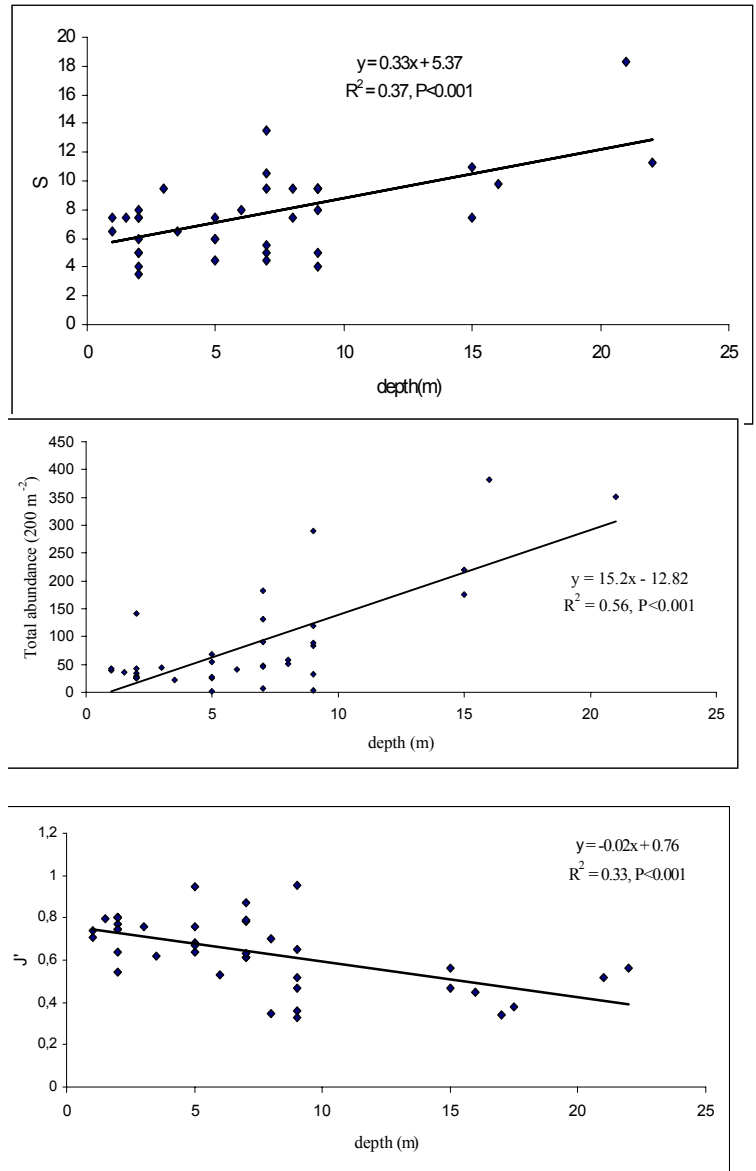 20
18
16
14
12
10
8
6
4
2
0
S
y = 0.33x + 5.37
R² = 0.37, P<0.001
0 5 10 15 20 25
depth(m)
450
400
350
300
250
200
150
100
50
0
Total abundance (200 m⁻²)
y = 15.2x - 12.82
R² = 0.56, P<0.001
0 5 10 15 20 25
depth (m)
1,2
1
0,8
0,6
0,4
0,2
0
J'
y = -0.02x + 0.76
R² = 0.33, P<0.001
0 5 10 15 20 25
depth (m)